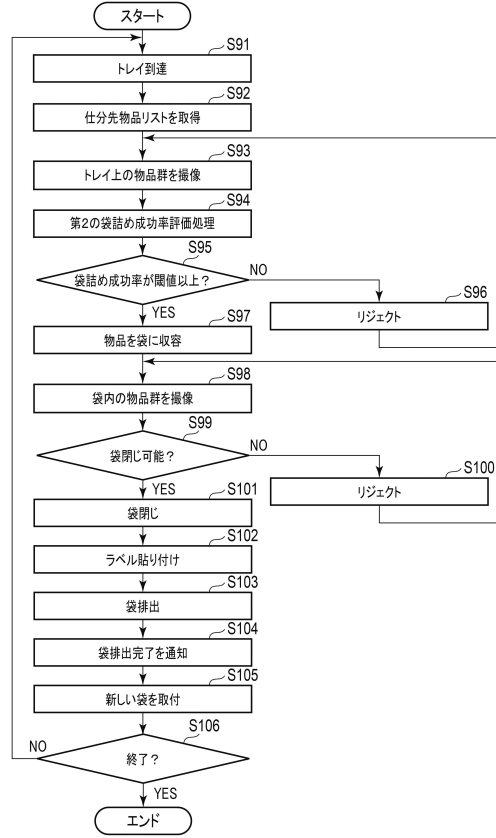 スタート
S91
トレイ到達
S92
仕分先物品リストを取得
S93
トレイ上の物品群を撮像
S94
第2の袋詰め成功率評価処理
S95
袋詰め成功率が閾値以上？
NO
S96
リジェクト
YES
S97
物品を袋に収容
S98
袋内の物品群を撮像
S99
袋閉じ可能？
NO
S100
リジェクト
YES
S101
袋閉じ
S102
ラベル貼り付け
S103
袋排出
S104
袋排出完了を通知
S105
新しい袋を取付
S106
NO
終了？
YES
エンド